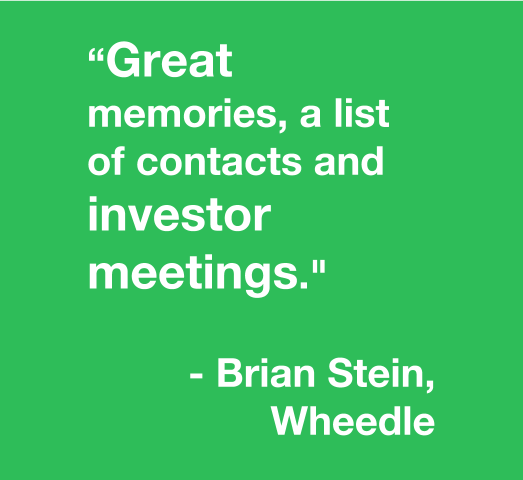 “Great
memories, a list
of contacts and
investor
meetings."
- Brian Stein,
Wheedle